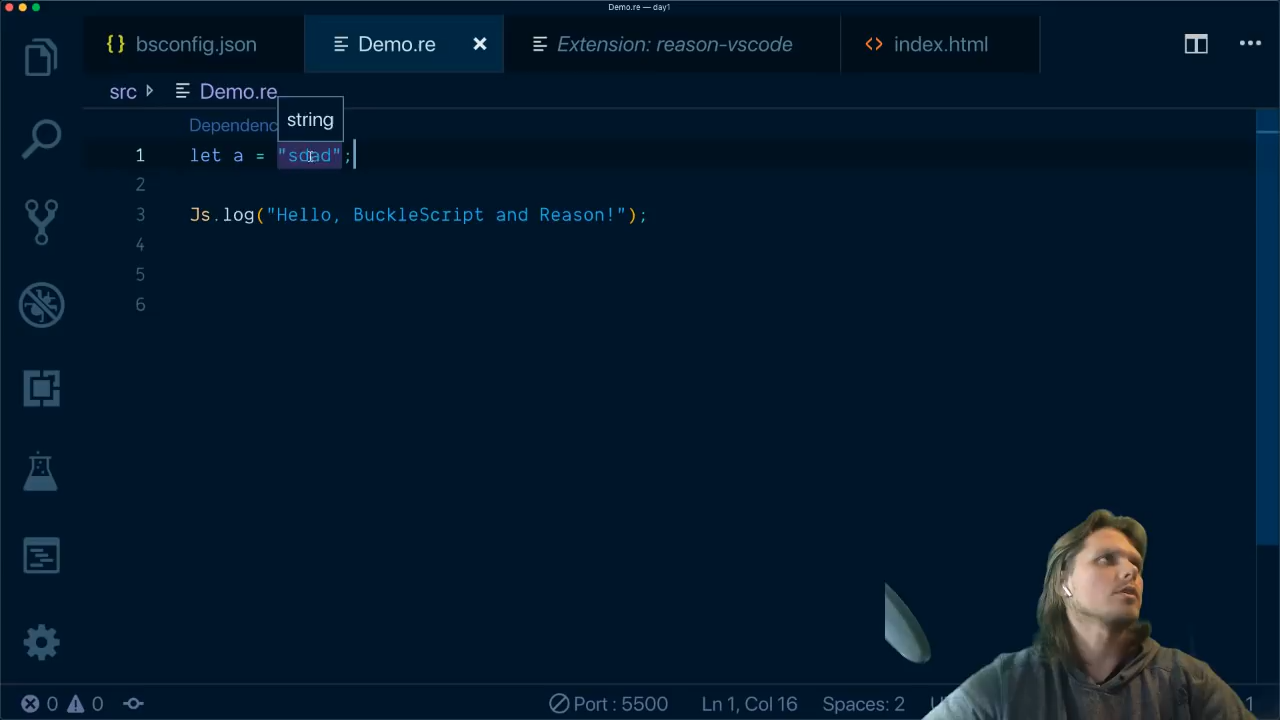 Demo.re — day1
{} bsconfig.json
Demo.re
Extension: reason-vscode
<> index.html
src
Demo.re
Dependenc
string
1 let a = "sdad";
2
3 Js.log("Hello, BuckleScript and Reason!");
4
5
6
0 0 Port : 5500 Ln 1, Col 16 Spaces: 2 1